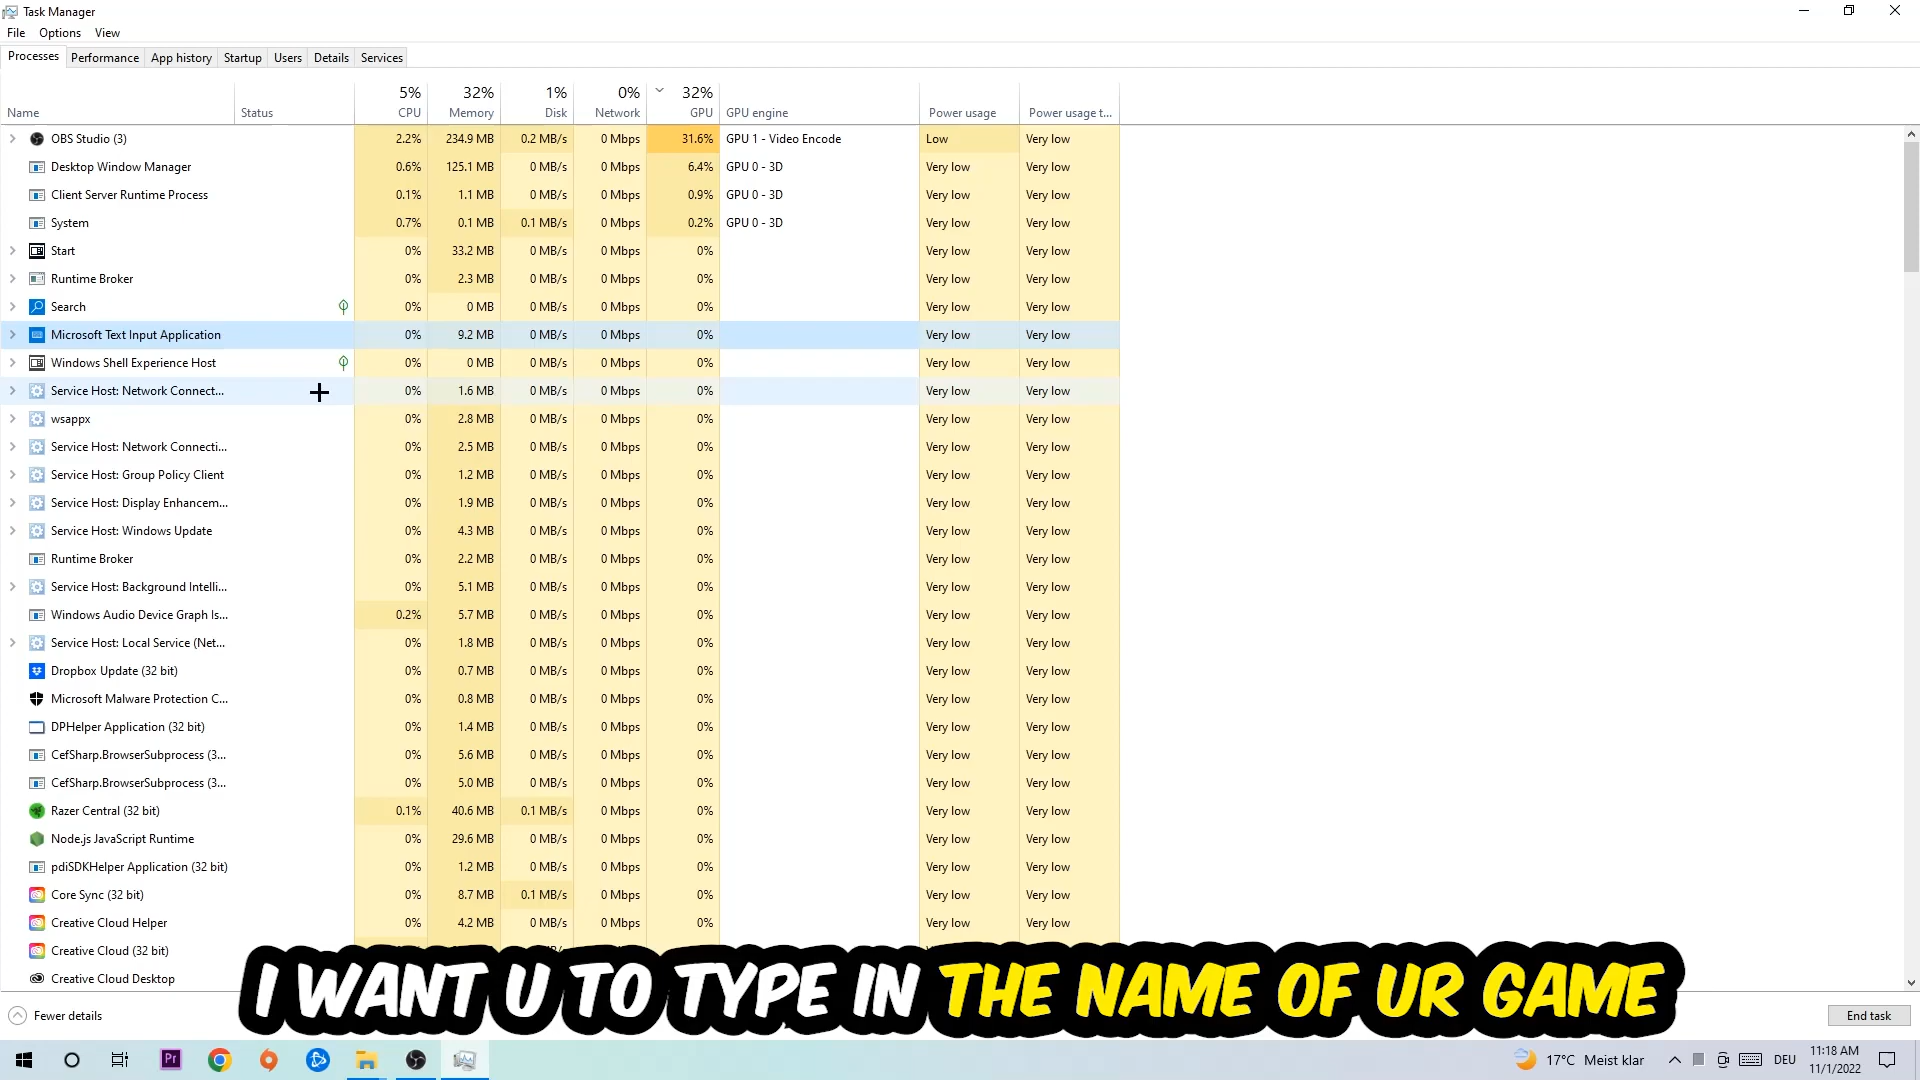 Task Manager
File Options View
Processes Performance App history Startup Users Details Services
5% 32% 1% 0% 32%
Name Status CPU Memory Disk Network GPU GPU engine Power usage Power usage t...
OBS Studio (3) 2.2% 234.9 MB 0.2 MB/s 0 Mbps 31.6% GPU 1 - Video Encode Low Very low
Desktop Window Manager 0.6% 125.1 MB 0 MB/s 0 Mbps 6.4% GPU 0 - 3D Very low Very low
Client Server Runtime Process 0.1% 1.1 MB 0 MB/s 0 Mbps 0.9% GPU 0 - 3D Very low Very low
System 0.7% 0.1 MB 0.1 MB/s 0 Mbps 0.2% GPU 0 - 3D Very low Very low
Start 0% 33.2 MB 0 MB/s 0 Mbps 0% Very low Very low
Runtime Broker 0% 2.3 MB 0 MB/s 0 Mbps 0% Very low Very low
Search 0% 0 MB 0 MB/s 0 Mbps 0% Very low Very low
Microsoft Text Input Application 0% 9.2 MB 0 MB/s 0 Mbps 0% Very low Very low
Windows Shell Experience Host 0% 0 MB 0 MB/s 0 Mbps 0% Very low Very low
Service Host: Network Connect... 0% 1.6 MB 0 MB/s 0 Mbps 0% Very low Very low
wsappx 0% 2.8 MB 0 MB/s 0 Mbps 0% Very low Very low
Service Host: Network Connecti... 0% 2.5 MB 0 MB/s 0 Mbps 0% Very low Very low
Service Host: Group Policy Client 0% 1.2 MB 0 MB/s 0 Mbps 0% Very low Very low
Service Host: Display Enhancem... 0% 1.9 MB 0 MB/s 0 Mbps 0% Very low Very low
Service Host: Windows Update 0% 4.3 MB 0 MB/s 0 Mbps 0% Very low Very low
Runtime Broker 0% 2.2 MB 0 MB/s 0 Mbps 0% Very low Very low
Service Host: Background Intelli... 0% 5.1 MB 0 MB/s 0 Mbps 0% Very low Very low
Windows Audio Device Graph Is... 0.2% 5.7 MB 0 MB/s 0 Mbps 0% Very low Very low
Service Host: Local Service (Net... 0% 1.8 MB 0 MB/s 0 Mbps 0% Very low Very low
Dropbox Update (32 bit) 0% 0.7 MB 0 MB/s 0 Mbps 0% Very low Very low
Microsoft Malware Protection C... 0% 0.8 MB 0 MB/s 0 Mbps 0% Very low Very low
DPHelper Application (32 bit) 0% 1.4 MB 0 MB/s 0 Mbps 0% Very low Very low
CefSharp.BrowserSubprocess (3... 0% 5.6 MB 0 MB/s 0 Mbps 0% Very low Very low
CefSharp.BrowserSubprocess (3... 0% 5.0 MB 0 MB/s 0 Mbps 0% Very low Very low
Razer Central (32 bit) 0.1% 40.6 MB 0.1 MB/s 0 Mbps 0% Very low Very low
Node.js JavaScript Runtime 0% 29.6 MB 0 MB/s 0 Mbps 0% Very low Very low
pdiSDKHelper Application (32 bit) 0% 1.2 MB 0 MB/s 0 Mbps 0% Very low Very low
Core Sync (32 bit) 0% 8.7 MB 0.1 MB/s 0 Mbps 0% Very low Very low
Creative Cloud Helper 0% 4.2 MB 0 MB/s 0 Mbps 0% Very low Very low
Creative Cloud (32 bit)
Creative Cloud Desktop
I WANT U TO TYPE IN THE NAME OF UR GAME
Fewer details End task
Pr 17°C Meist klar DEU 11:18 AM
11/1/2022